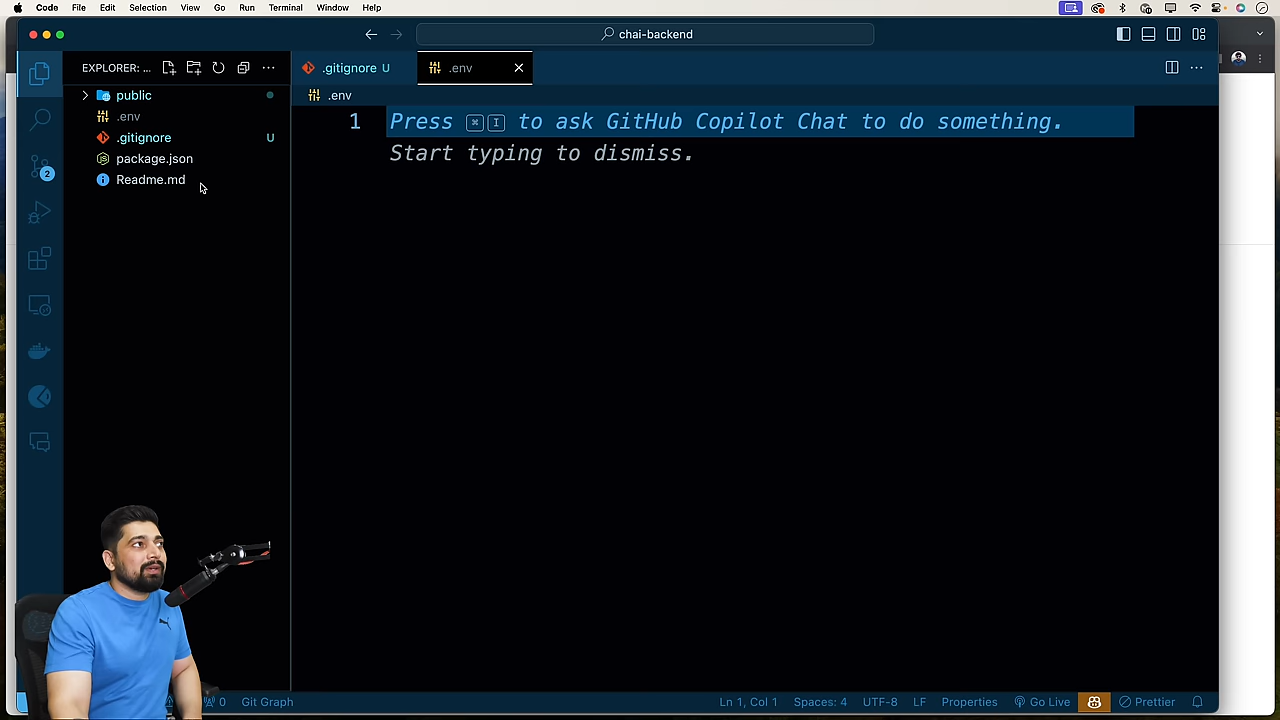 Code File Edit Selection View Go Run Terminal Window Help
chai-backend
EXPLORER: ...
.gitignore U
.env
public
.env
.gitignore U
package.json
Readme.md
2
.env
1
Press ⌘ I to ask GitHub Copilot Chat to do something.
Start typing to dismiss.
0 Git Graph
Ln 1, Col 1 Spaces: 4 UTF-8 LF Properties Go Live Prettier